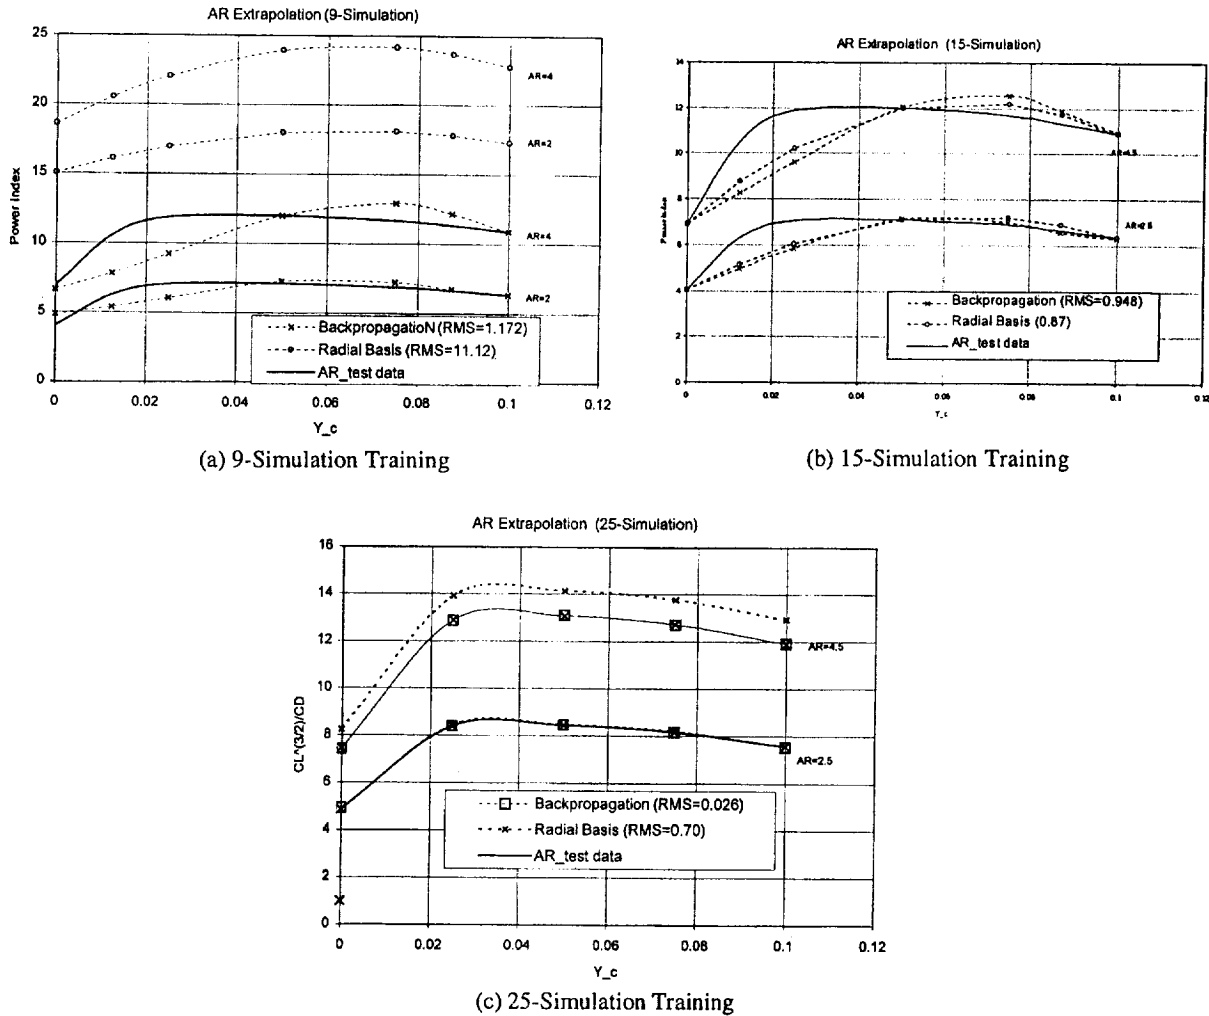 AR Extrapolation (9-Simulation)
25
20
15
10
5
0
Power Index
AR=4
AR=2
AR=4
AR=2
BackpropagatioN (RMS=1.172)
Radial Basis (RMS=11.12)
AR_test data
0
0.02
0.04
0.06
0.08
0.1
0.12
Y_c
(a) 9-Simulation Training
AR Extrapolation (15-Simulation)
14
12
10
8
6
4
2
0
AR=4.5
AR=2.5
Backpropagation (RMS=0.948)
Radial Basis (0.87)
AR_test data
0
0.02
0.04
0.06
0.08
0.1
0.12
Y_c
(b) 15-Simulation Training
AR Extrapolation (25-Simulation)
16
14
12
10
8
6
4
2
0
CL^(3/2)/CD
AR=4.5
AR=2.5
Backpropagation (RMS=0.026)
Radial Basis (RMS=0.70)
AR_test data
0
0.02
0.04
0.06
0.08
0.1
0.12
Y_c
(c) 25-Simulation Training